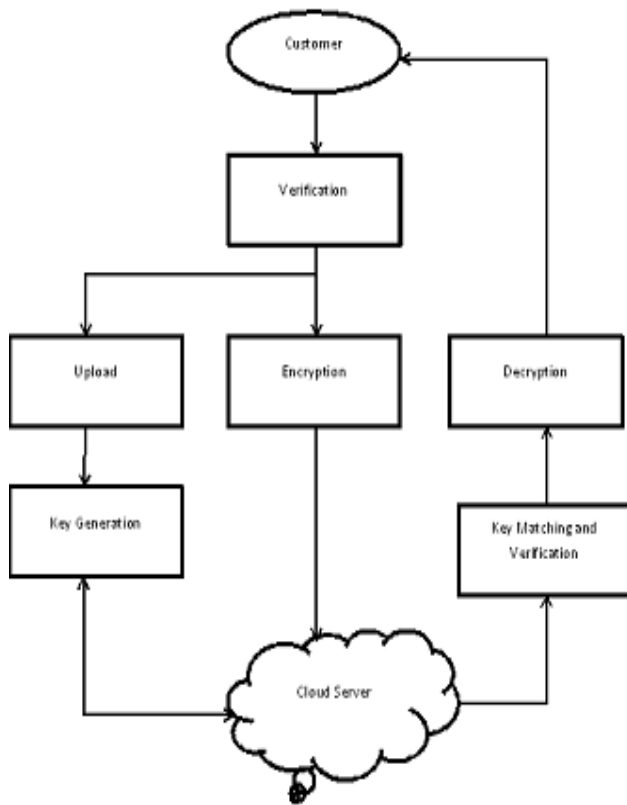 Customer
Verification
Upload
Encryption
Decryption
Key Generation
Key Matching and
Verification
Cloud Server